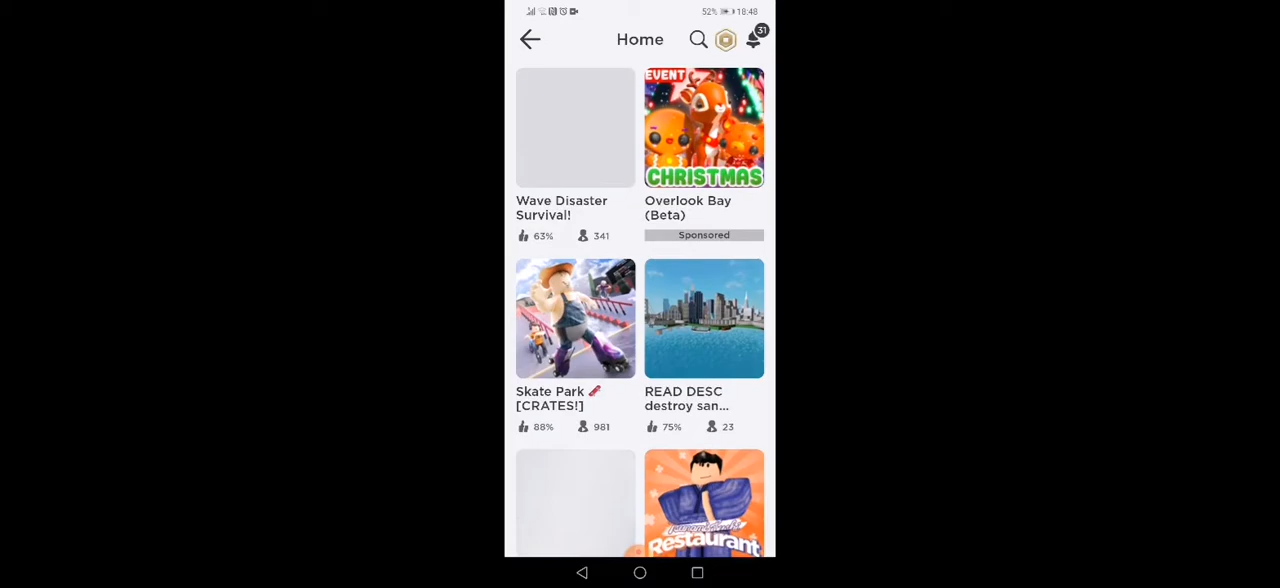 52% 18:48
Home
31
EVENT
CHRISTMAS
Wave Disaster
Survival!
63% 341
Overlook Bay
(Beta)
Sponsored
Skate Park
[CRATES!]
88% 981
READ DESC
destroy san...
75% 23
Restaurant